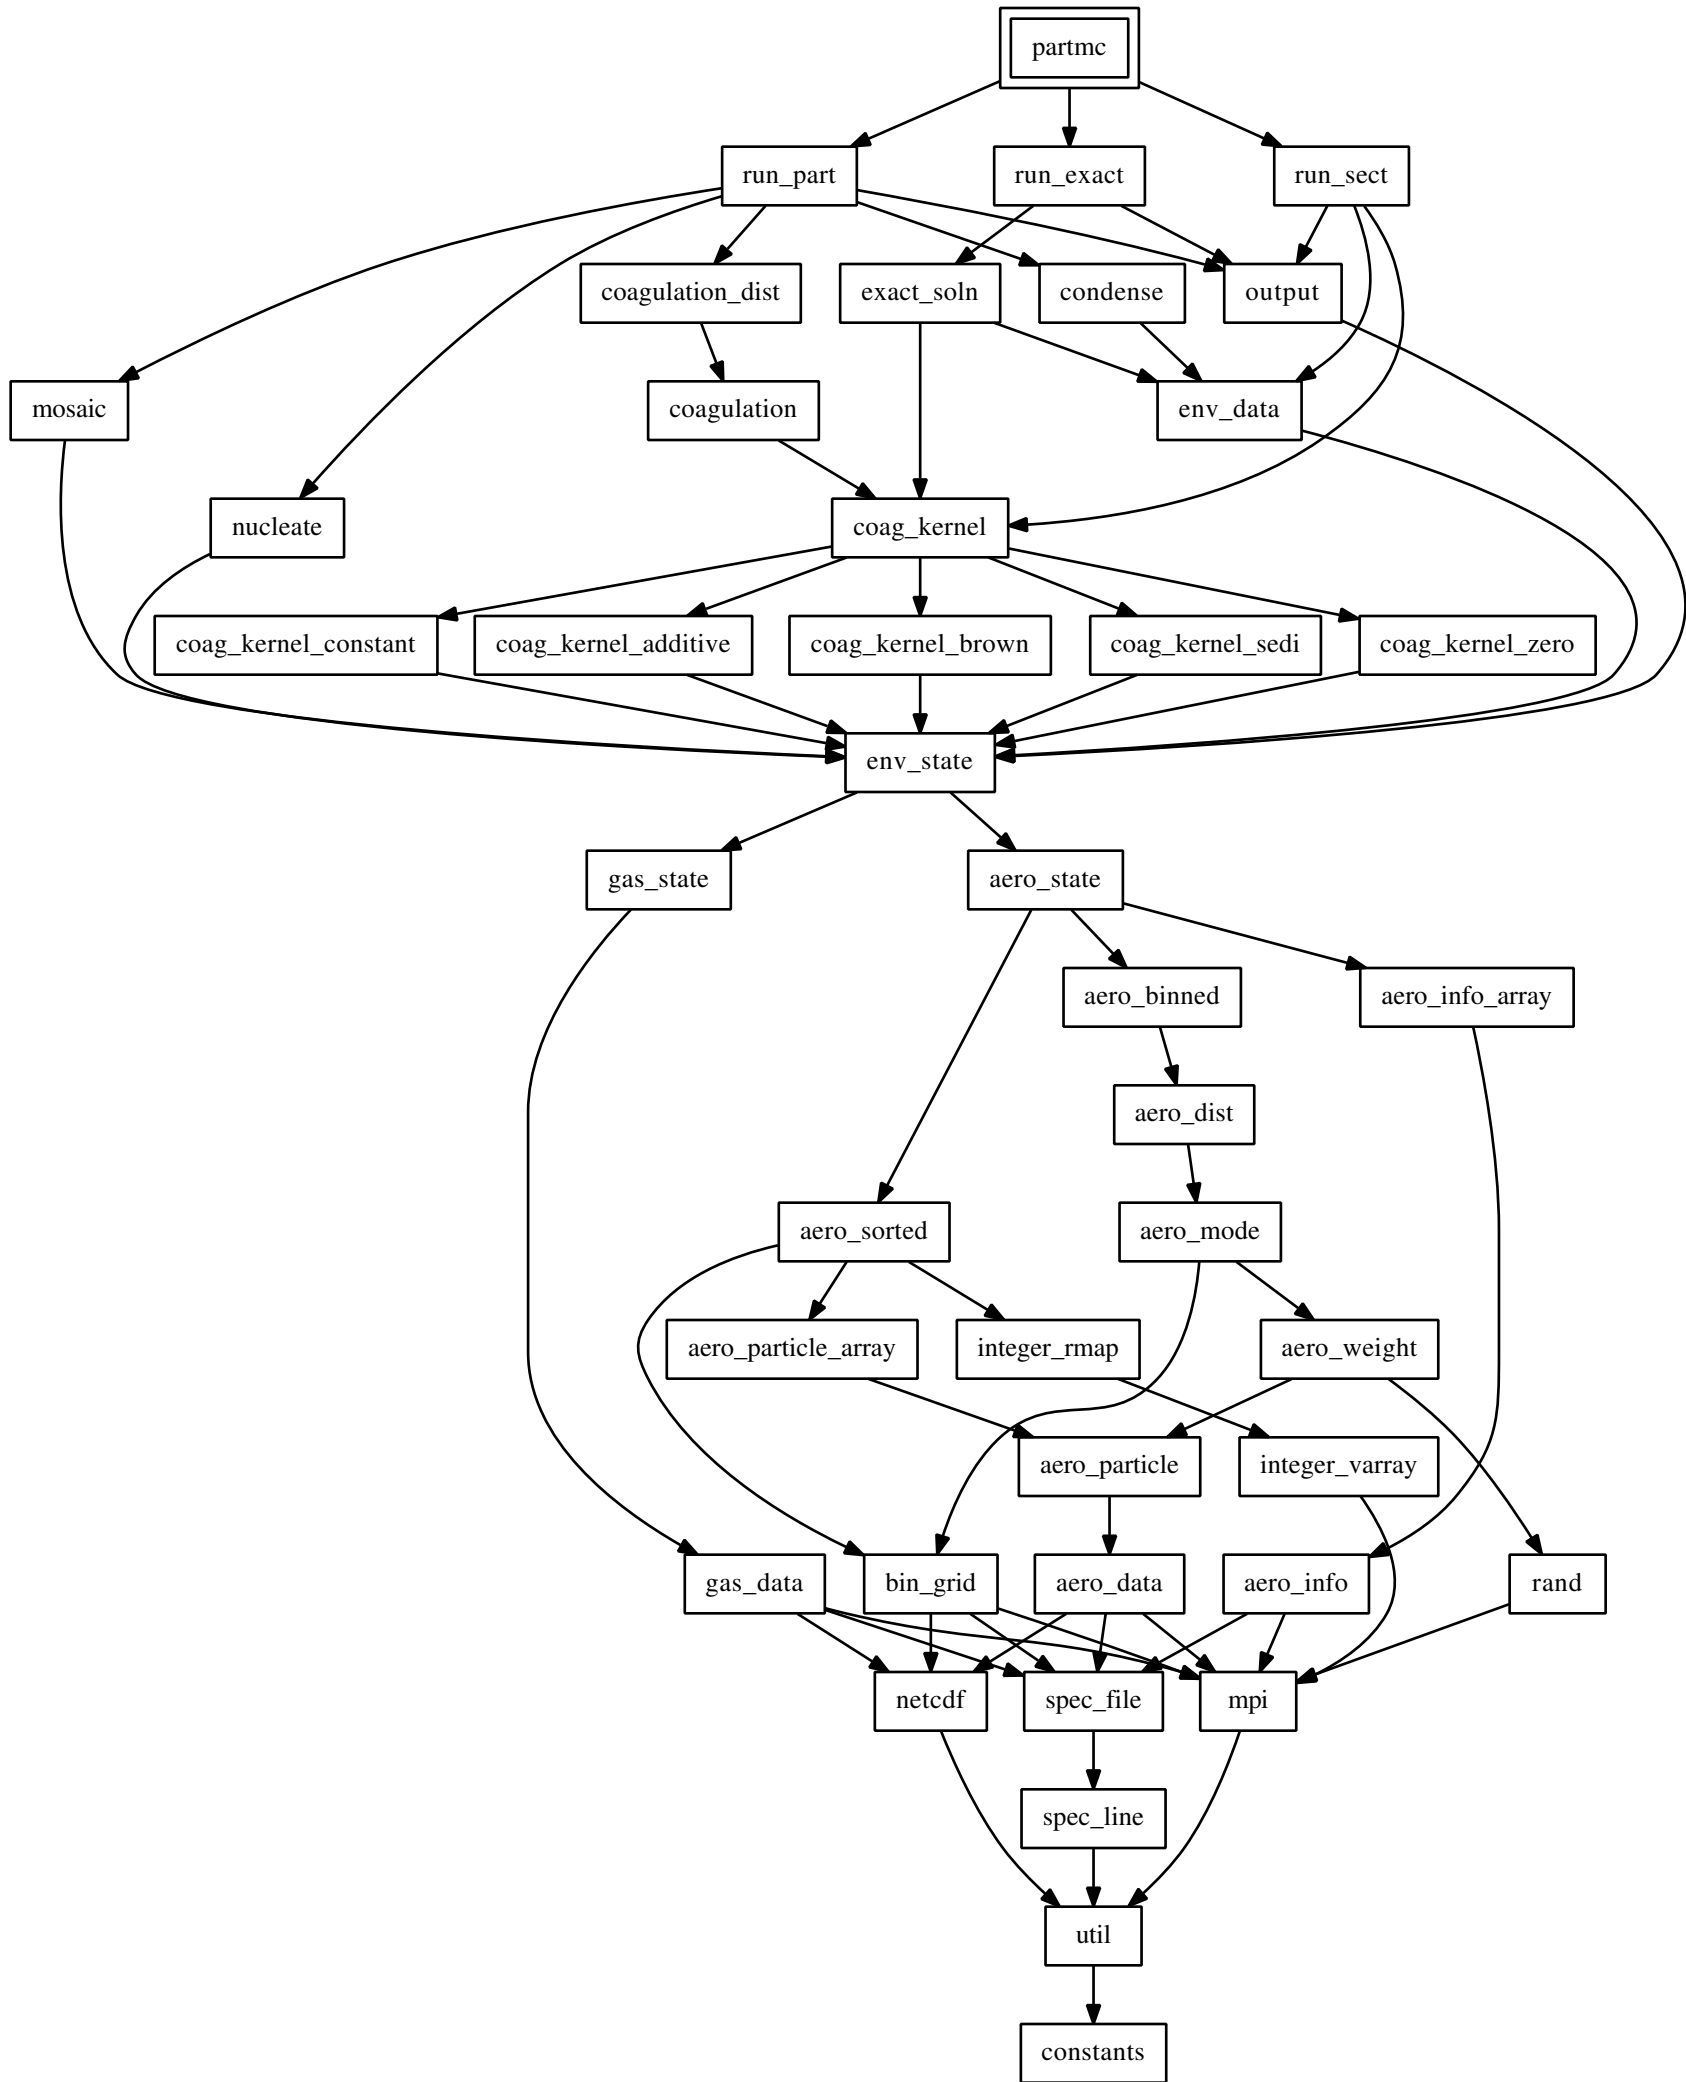 partmc
run_part
run_exact
run_sect
coagulation_dist
exact_soln
condense
output
mosaic
coagulation
env_data
nucleate
coag_kernel
coag_kernel_constant
coag_kernel_additive
coag_kernel_brown
coag_kernel_sedi
coag_kernel_zero
env_state
gas_state
aero_state
aero_binned
aero_info_array
aero_dist
aero_sorted
aero_mode
aero_particle_array
integer_rmap
aero_weight
aero_particle
integer_varray
gas_data
bin_grid
aero_data
aero_info
rand
netcdf
spec_file
mpi
spec_line
util
constants